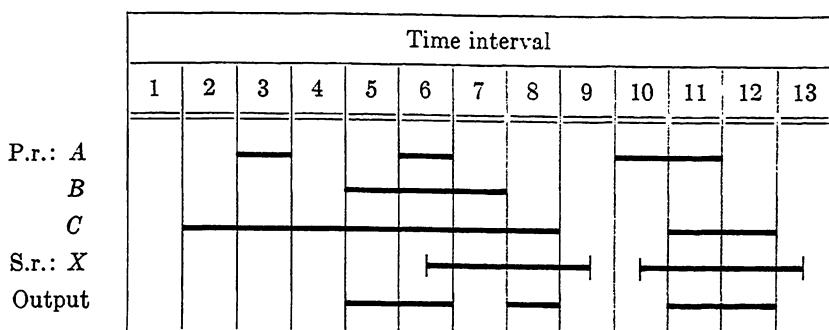 Time interval
1 2 3 4 5 6 7 8 9 10 11 12 13
P.r.: A
B
C
S.r.: X
Output